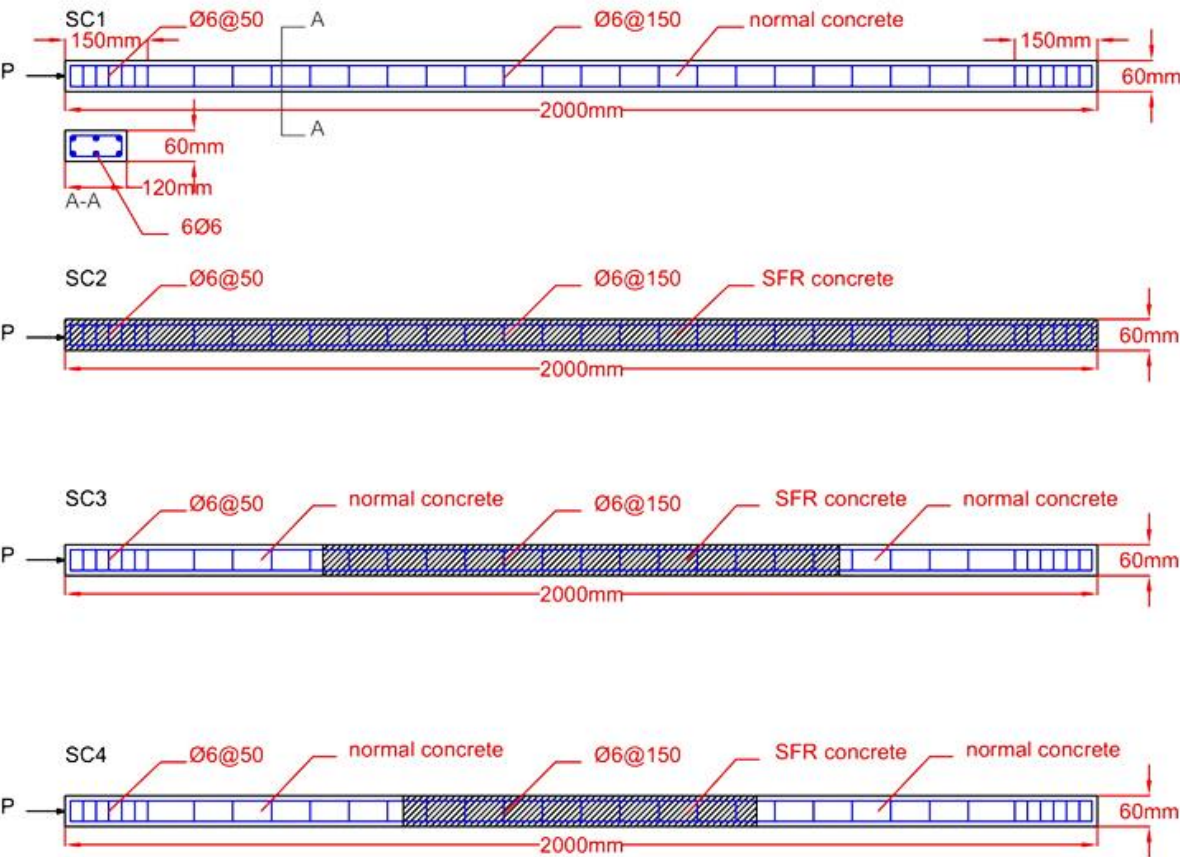 SC1
Ø6@50
A
Ø6@150
normal concrete
150mm
150mm
P
60mm
2000mm
A
60mm
120mm
A-A
6Ø6
SC2
Ø6@50
Ø6@150
SFR concrete
P
60mm
2000mm
SC3
Ø6@50
normal concrete
Ø6@150
SFR concrete
normal concrete
P
60mm
2000mm
SC4
Ø6@50
normal concrete
Ø6@150
SFR concrete
normal concrete
P
60mm
2000mm